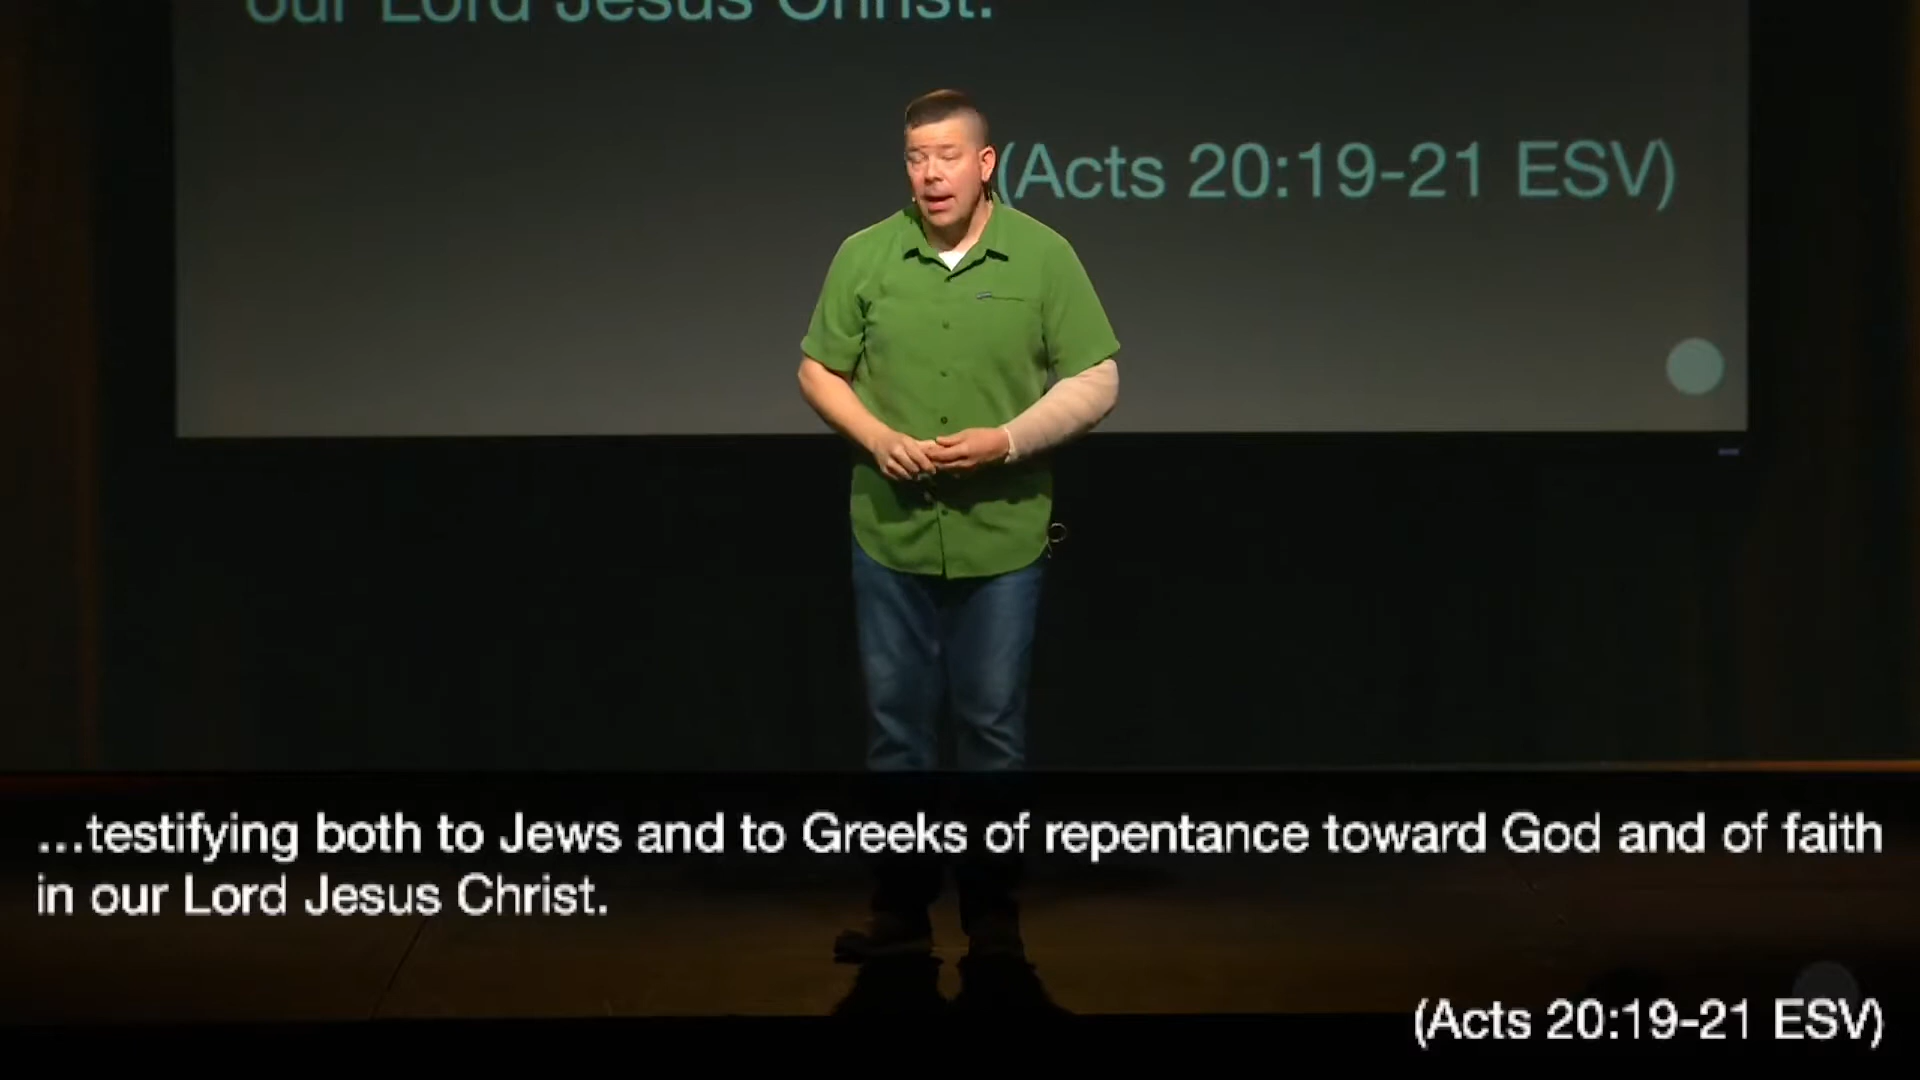 our Lord Jesus Christ.
(Acts 20:19-21 ESV)
...testifying both to Jews and to Greeks of repentance toward God and of faith
in our Lord Jesus Christ.
(Acts 20:19-21 ESV)